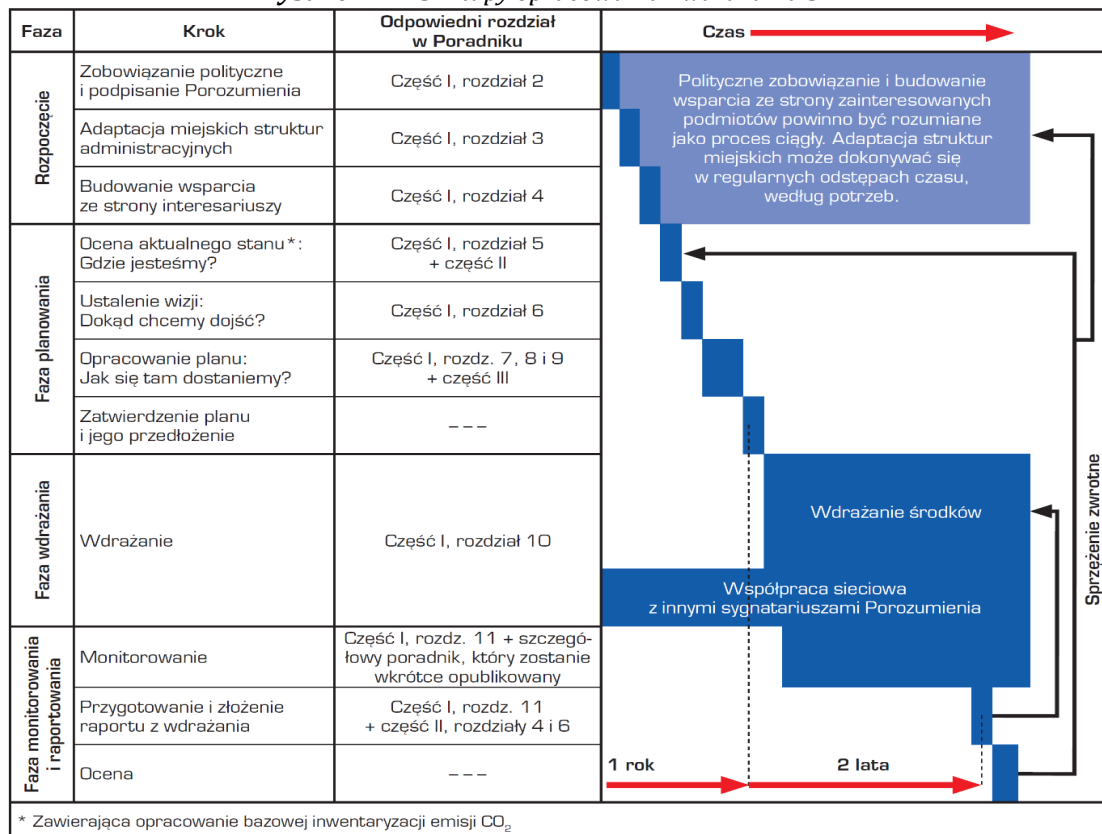 Faza
Krok
Odpowiedni rozdział
w Poradniku
Czas
Rozpoczęcie
Zobowiązanie polityczne
i podpisanie Porozumienia
Część I, rozdział 2
Adaptacja miejskich struktur
administracyjnych
Część I, rozdział 3
Budowanie wsparcia
ze strony interesariuszy
Część I, rozdział 4
Polityczne zobowiązanie i budowanie
wsparcia ze strony zainteresowanych
podmiotów powinno być rozumiane
jako proces ciągły. Adaptacja struktur
miejskich może dokonywać się
w regularnych odstępach czasu,
według potrzeb.
Faza planowania
Ocena aktualnego stanu*:
Gdzie jesteśmy?
Część I, rozdział 5
+ część II
Ustalenie wizji:
Dokąd chcemy dojść?
Część I, rozdział 6
Opracowanie planu:
Jak się tam dostaniemy?
Część I, rozdz. 7, 8 i 9
+ część III
Zatwierdzenie planu
i jego przedłożenie
–––
Faza wdrażania
Wdrażanie
Część I, rozdział 10
Wdrażanie środków
Współpraca sieciowa
z innymi sygnatariuszami Porozumienia
Sprzężenie zwrotne
Faza monitorowania
i raportowania
Monitorowanie
Część I, rozdz. 11 + szczegó-
łowy poradnik, który zostanie
wkrótce opublikowany
Przygotowanie i złożenie
raportu z wdrażania
Część I, rozdz. 11
+ część II, rozdziały 4 i 6
Ocena
–––
1 rok
2 lata
* Zawierająca opracowanie bazowej inwentaryzacji emisji CO₂